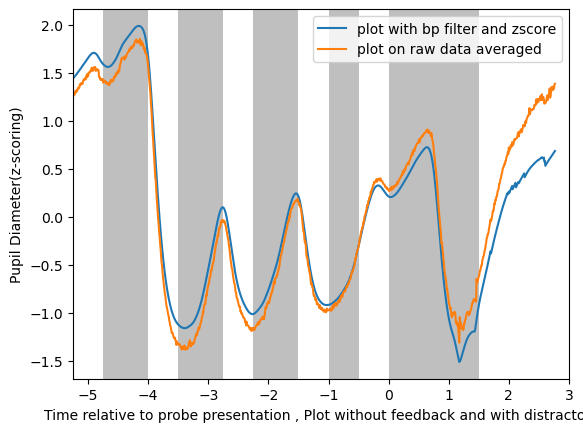 plot with bp filter and zscore
plot on raw data averaged
2.0
1.5
1.0
0.5
0.0
−0.5
−1.0
−1.5
Pupil Diameter(z-scoring)
−5 −4 −3 −2 −1 0 1 2 3
Time relative to probe presentation , Plot without feedback and with distracto